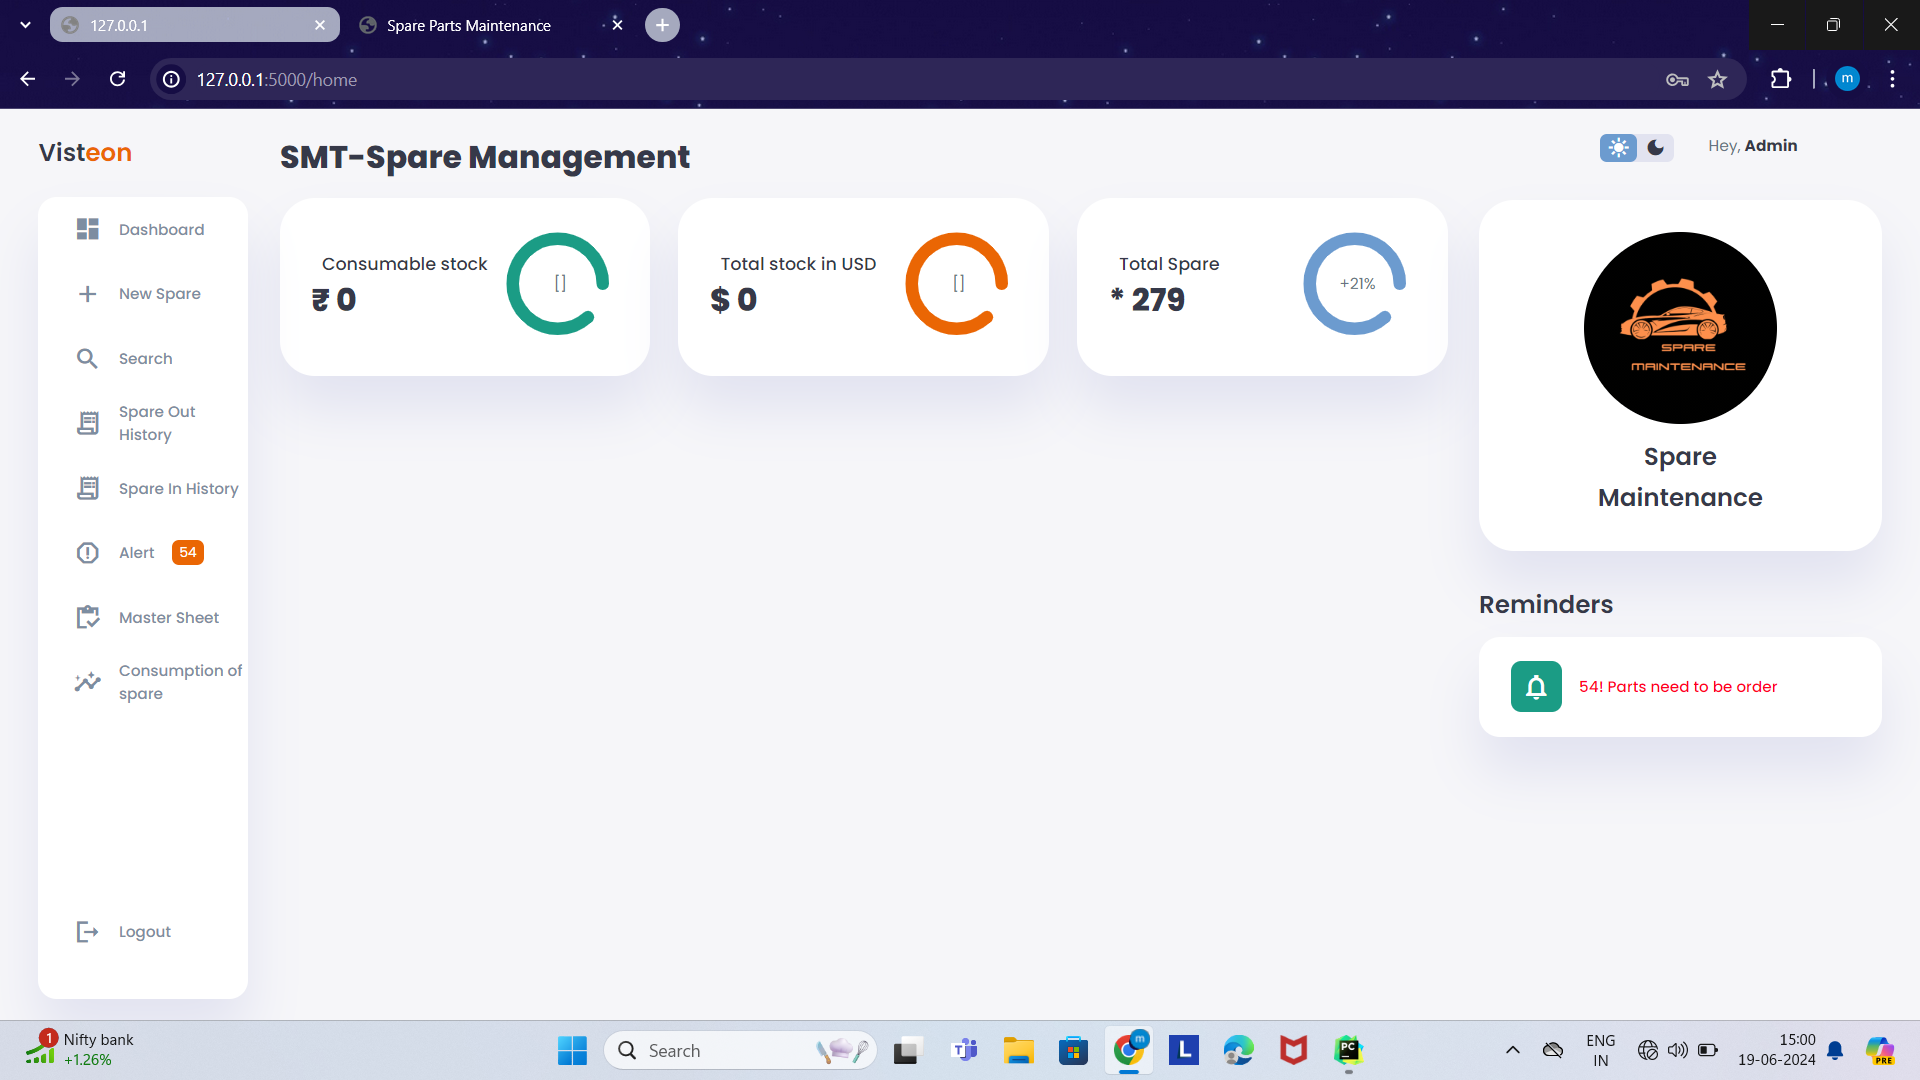 127.0.0.1
Spare Parts Maintenance
127.0.0.1:5000/home
m
Visteon
SMT-Spare Management
Hey, Admin
Dashboard
New Spare
Search
Spare Out
History
Spare In History
Alert 54
Master Sheet
Consumption of
spare
Logout
Consumable stock
₹ 0
[]
Total stock in USD
$ 0
[]
Total Spare
* 279
+21%
SPARE
MAINTENANCE
Spare
Maintenance
Reminders
54! Parts need to be order
1
Nifty bank
+1.26%
Search
T
m
L
PC
ENG
IN
15:00
19-06-2024
PRE